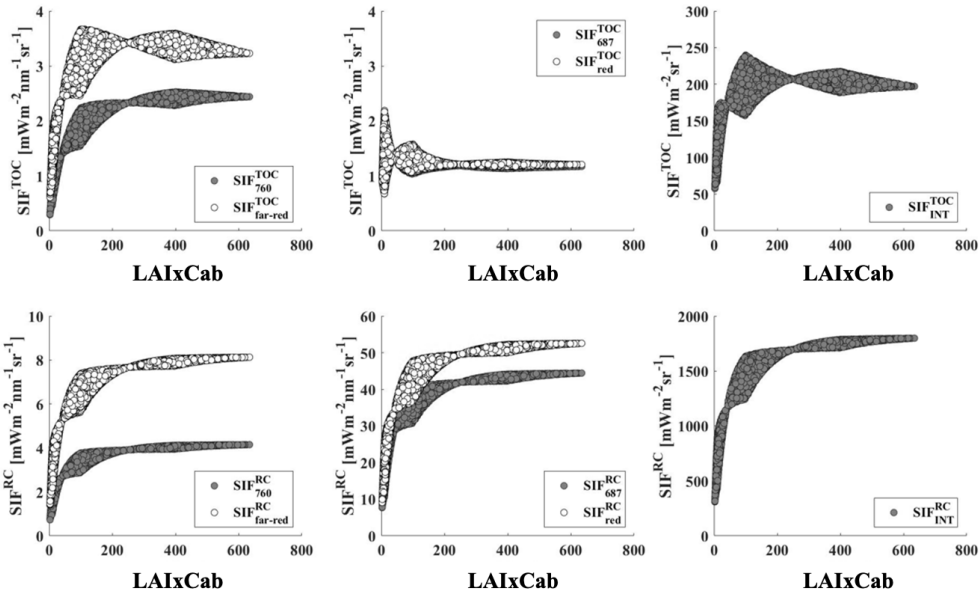 SIF^TOC [mWm^-2nm^-1sr^-1]
4
3
2
1
0
SIF^TOC_760
SIF^TOC_far-red
0 200 400 600 800
LAIxCab
SIF^TOC [mWm^-2nm^-1sr^-1]
4
3
2
1
0
SIF^TOC_687
SIF^TOC_red
0 200 400 600 800
LAIxCab
SIF^TOC [mWm^-2sr^-1]
300
250
200
150
100
50
0
SIF^TOC_INT
0 200 400 600 800
LAIxCab
SIF^RC [mWm^-2nm^-1sr^-1]
10
8
6
4
2
0
SIF^RC_760
SIF^RC_far-red
0 200 400 600 800
LAIxCab
SIF^RC [mWm^-2nm^-1sr^-1]
60
50
40
30
20
10
0
SIF^RC_687
SIF^RC_red
0 200 400 600 800
LAIxCab
SIF^RC [mWm^-2sr^-1]
2000
1500
1000
500
0
SIF^RC_INT
0 200 400 600 800
LAIxCab